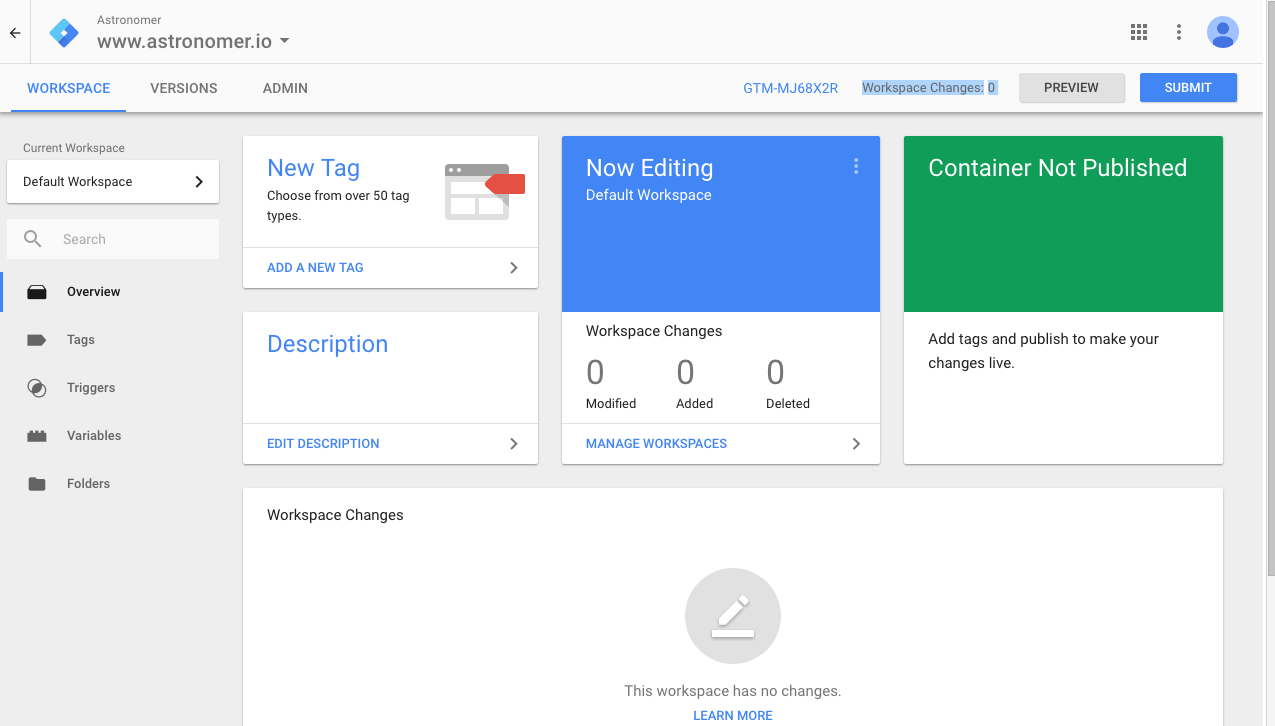 Astronomer
www.astronomer.io
WORKSPACE
VERSIONS
ADMIN
GTM-MJ68X2R
Workspace Changes: 0
PREVIEW
SUBMIT
Current Workspace
Default Workspace
Search
Overview
Tags
Triggers
Variables
Folders
New Tag
Choose from over 50 tag
types.
ADD A NEW TAG
Description
EDIT DESCRIPTION
Now Editing
Default Workspace
Workspace Changes
0 0 0
Modified Added Deleted
MANAGE WORKSPACES
Container Not Published
Add tags and publish to make your
changes live.
Workspace Changes
This workspace has no changes.
LEARN MORE